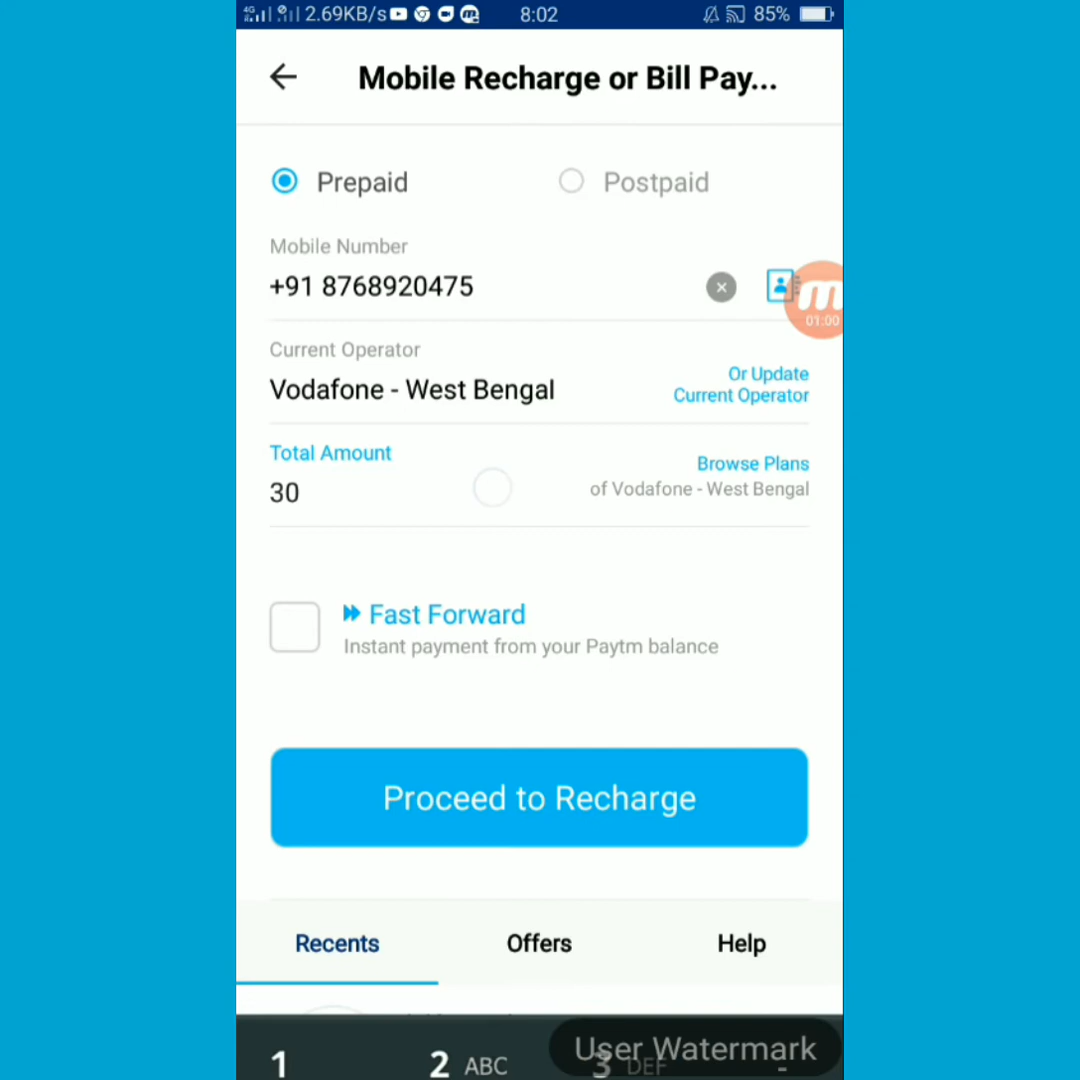 4G 2.69KB/s 8:02 85%
Mobile Recharge or Bill Pay...
Prepaid Postpaid
Mobile Number
+91 8768920475
01:00
Current Operator
Vodafone - West Bengal
Or Update
Current Operator
Total Amount
30
Browse Plans
of Vodafone - West Bengal
Fast Forward
Instant payment from your Paytm balance
Proceed to Recharge
Recents Offers Help
1 2 ABC 3 DEF -
User Watermark